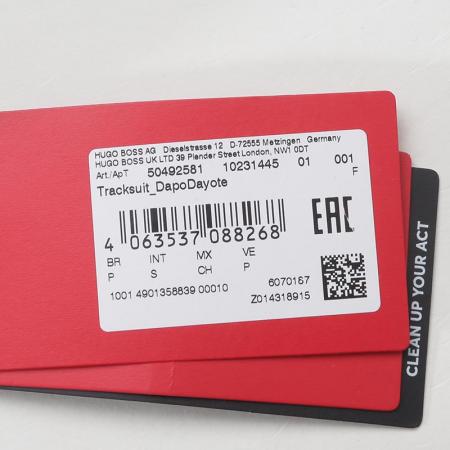 HUGO BOSS AG Dieselstrasse 12 D-72555 Metzingen Germany
HUGO BOSS UK LTD 39 Plender Street London, NW1 0DT
Art./ApT 50492581 10231445 01 001
F
Tracksuit_DapoDayote
4 063537 088268
EAC
BR INT MX VE
P S CH P
6070167
1001 4901358839 00010 Z014318915
CLEAN UP YOUR ACT